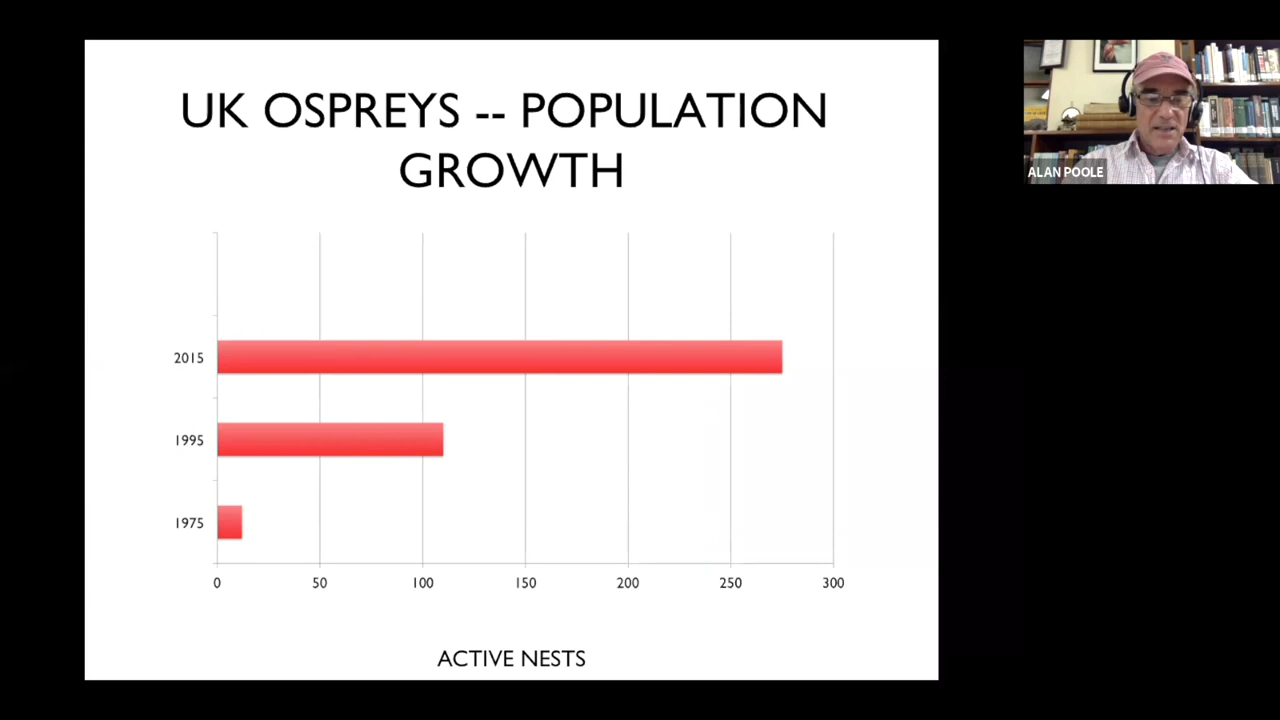 UK OSPREYS -- POPULATION
GROWTH
2015
1995
1975
0 50 100 150 200 250 300
ACTIVE NESTS
ALAN POOLE